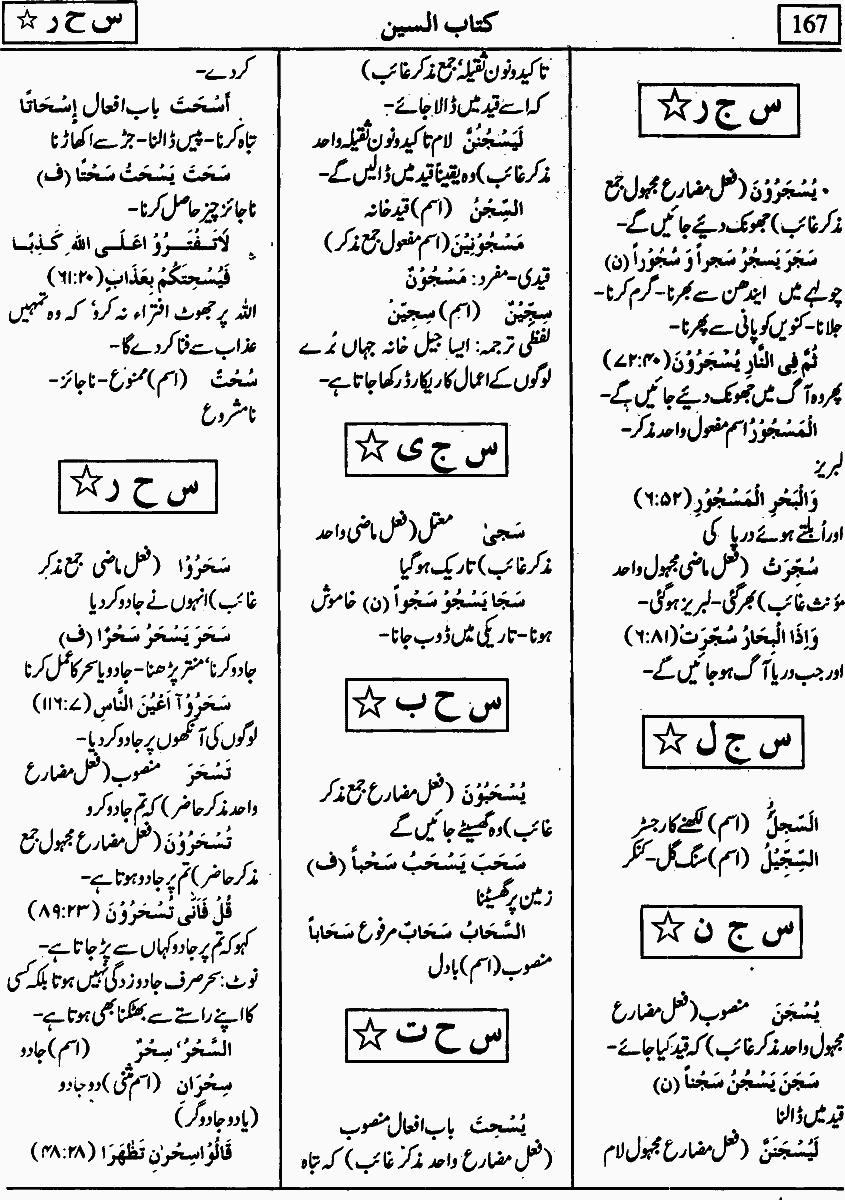 س ح ر ☆
کتاب السین
167
س ج ر ☆
• یُسْجَرُوْنَ (فعل مضارع مجہول جمع
مذکر غائب) جھونک دیئے جائیں گے-
سَجَرَ یَسجُرُ سَجراً وَ سُجُوْراً (ن)
چولہے میں ایندھن سے بھرنا-گرم کرنا-
جلانا-کنویں کو پانی سے بھرنا-
ثُمَّ فِی النَّارِ یُسْجَرُوْنَ(۷۲:۴۰)
پھر وہ آگ میں جھونک دیئے جائیں گے-
الْمَسْجُوْرُ اسم مفعول واحد مذکر-
لبریز
وَالْبَحْرِ الْمَسْجُوْرِ(۶:۵۲)
اور اُبلتے ہوئے دریا کی
سُجِّرَتْ (فعل ماضی مجہول واحد
مؤنث غائب) بھر گئی-لبریز ہوگئی-
وَاِذَا الْبِحَارُ سُجِّرَتْ(۶:۸۱)
اور جب دریا آگ ہوجائیں گے-
س ج ل ☆
اَلسِّجِلُّ (اسم) لکھنے کا رجسٹر
السِّجِّیْلُ (اسم) سنگ گل-کنکر
س ج ن ☆
یُسْجَنَ منصوب (فعل مضارع
مجہول واحد مذکر غائب) کہ قید کیا جائے-
سَجَنَ یَسْجُنُ سَجْناً (ن)
قید میں ڈالنا
لَیُسْجَنَنَّ (فعل مضارع مجہول لام
تاکید و نون ثقیلہ' جمع مذکر غائب)
کہ اسے قید میں ڈالا جائے-
لَیَسْجُنُنَّ لام تاکید و نون ثقیلہ واحد
مذکر غائب) وہ یقیناً قید میں ڈالیں گے-
السِّجْنُ (اسم) قید خانہ
مَسْجُوْنِیْنَ (اسم مفعول جمع مذکر)
قیدی-مفرد: مَسْجُوْنٌ
سِجِّیْنٌ (اسم) سِجِیّنْ
لفظی ترجمہ: ایسا جیل خانہ جہاں بُرے
لوگوں کے اعمال کا ریکارڈ رکھا جاتا ہے-
س ج ی ☆
سَجیٰ معتل (فعل ماضی واحد
مذکر غائب) تاریک ہوگیا
سَجَا یَسْجُوْ سَجْواً (ن) خاموش
ہونا-تاریکی میں ڈوب جانا-
س ح ب ☆
یُسْحَبُوْنَ (فعل مضارع جمع مذکر
غائب) وہ گھسیٹے جائیں گے
سَحَبَ یَسْحَبُ سَحْباً (ف)
زمین پر گھسیٹنا
السَّحَابُ سَحَابٌ مرفوع سَحَاباً
منصوب (اسم) بادل
س ح ت ☆
یُسْحِتَ باب افعال منصوب
(فعل مضارع واحد مذکر غائب) کہ تباہ
کردے-
أَسْحَتَ باب افعال إِسْحَاتًا
تباہ کرنا-پیس ڈالنا-جڑ سے اکھاڑنا
سَحَتَ یَسْحَتُ سَحْتًا (ف)
ناجائز چیز حاصل کرنا-
لَاتَفْتَرُوْ اعَلَی اللّٰہِ کَذِبًا
فَیُسْحِتَکُمْ بِعَذَابٍ(۶۱:۲۰)
اللہ پر جھوٹ افتراء نہ کرو' کہ وہ تمہیں
عذاب سے فنا کردے گا-
سُحْتٌ (اسم) ممنوع-ناجائز-
نامشروع
س ح ر ☆
سَحَرُوْا (فعل ماضی جمع مذکر
غائب) انہوں نے جادو کردیا
سَحَرَ یَسْحَرُ سَحْرًا (ف)
جادو کرنا' منتر پڑھنا-جادو یا سحر کا عمل کرنا
سَحَرُوْآ اَعْیُنَ النَّاسِ (۱۱۶:۷)
لوگوں کی آنکھوں پر جادو کردیا-
تَسْحَرَ منصوب (فعل مضارع
واحد مذکر حاضر) کہ تم جادو کرو
تُسْحَرُوْنَ (فعل مضارع مجہول جمع
مذکر حاضر) تم پر جادو ہوتا ہے-
قُلْ فَاَنّٰی تُسْحَرُوْنَ (۸۹:۲۳)
کہو کہ تم پر جادو کہاں سے پڑ جاتا ہے-
نوٹ: سحر صرف جادو زدگی نہیں ہوتا بلکہ کسی
کا اپنے راستے سے بھٹکنا بھی ہوتا ہے-
السِّحْرُ' سِحْرٌ (اسم) جادو
سِحْرَانِ (اسم مثنّٰی) دو جادو
(یا دو جادوگر)
قَالُوْا سِحْرٰنِ تَظٰهَرَا (۴۸:۲۸)